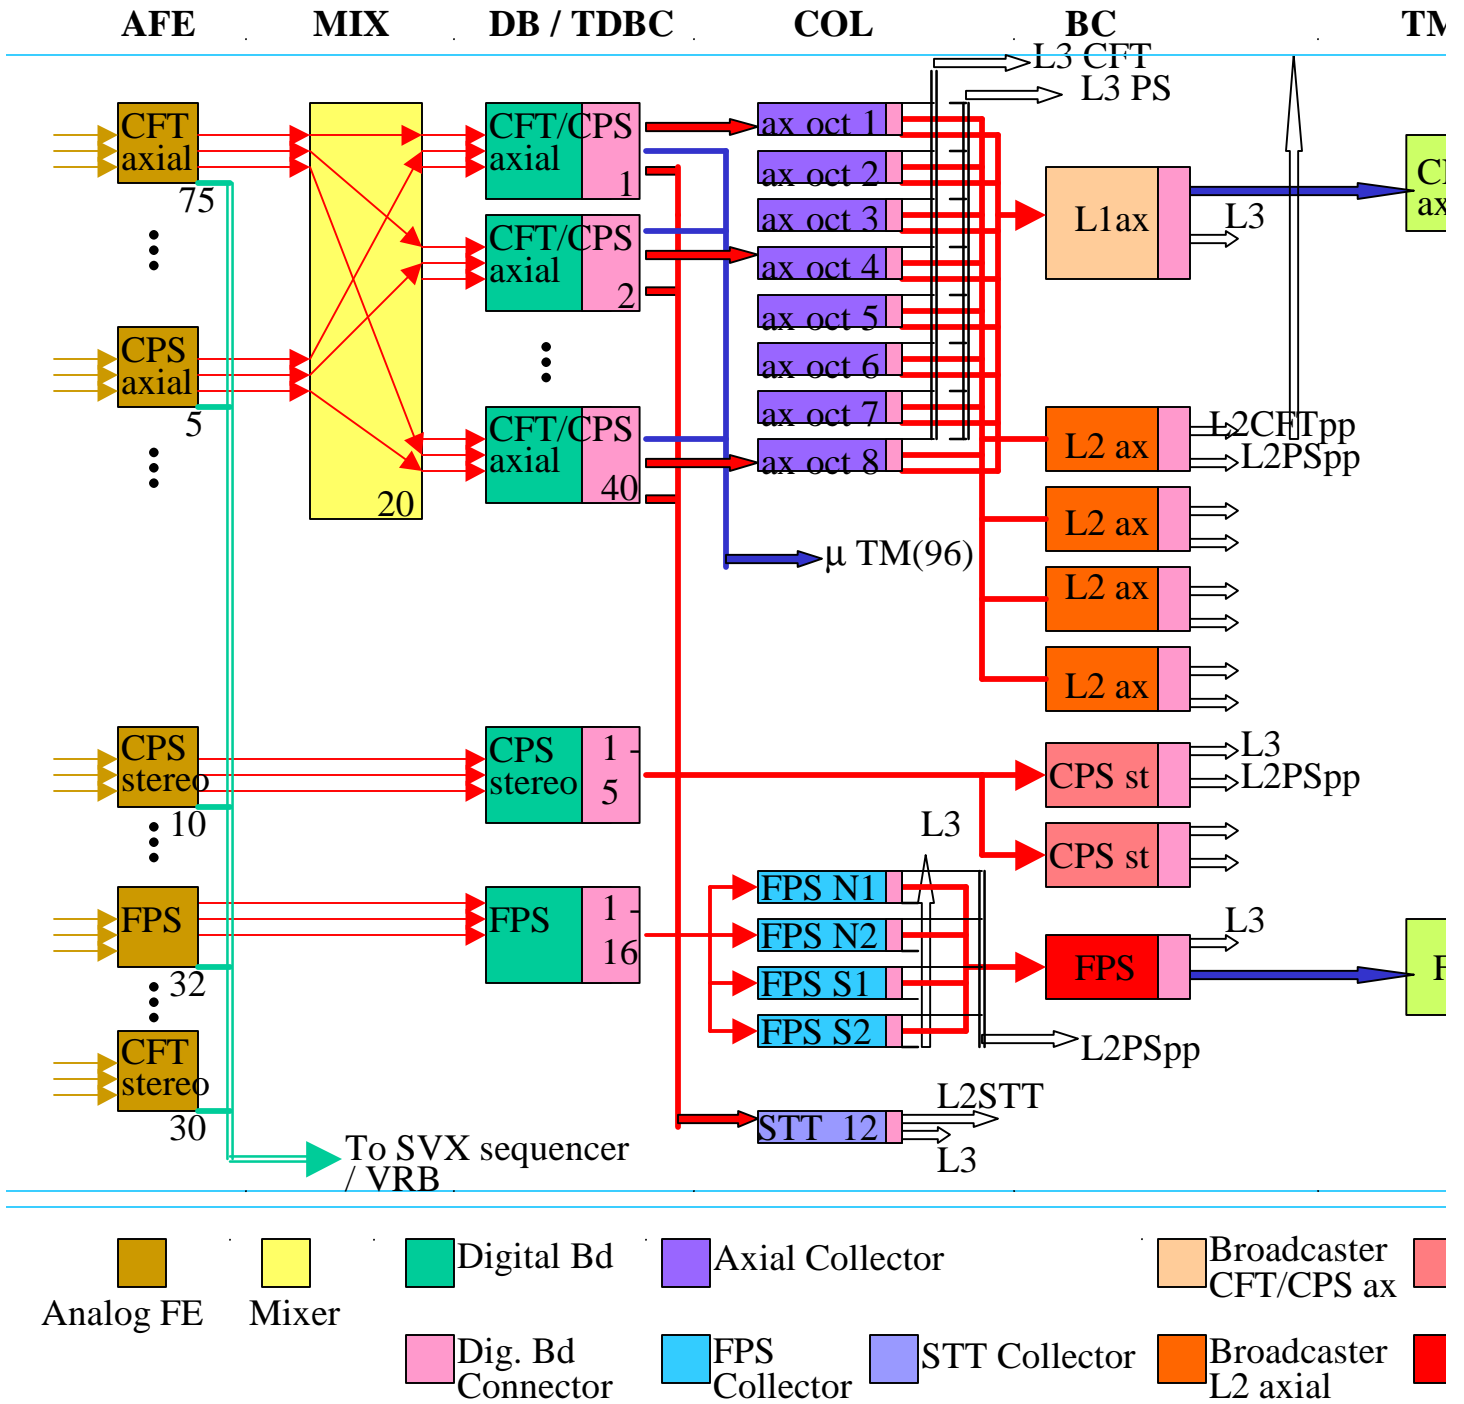 AFE MIX DB / TDBC COL BC TM
L3 CFT
L3 PS
CFT
axial
75
CPS
axial
5
20
CFT/CPS
axial
1
CFT/CPS
axial
2
CFT/CPS
axial
40
ax oct 1
ax oct 2
ax oct 3
ax oct 4
ax oct 5
ax oct 6
ax oct 7
ax oct 8
μ TM(96)
L1ax
L3
L2 ax
L2CFTpp
L2PSpp
L2 ax
L2 ax
L2 ax
CPS
stereo
10
CPS
stereo
1 -
5
CPS st
L3
L2PSpp
CPS st
FPS
32
FPS
1 -
16
L3
FPS N1
FPS N2
FPS S1
FPS S2
FPS
L3
F
L2PSpp
CFT
stereo
30
STT 12
L2STT
L3
To SVX sequencer
/ VRB
Analog FE
Mixer
Digital Bd
Dig. Bd
Connector
Axial Collector
FPS
Collector
STT Collector
Broadcaster
CFT/CPS ax
Broadcaster
L2 axial